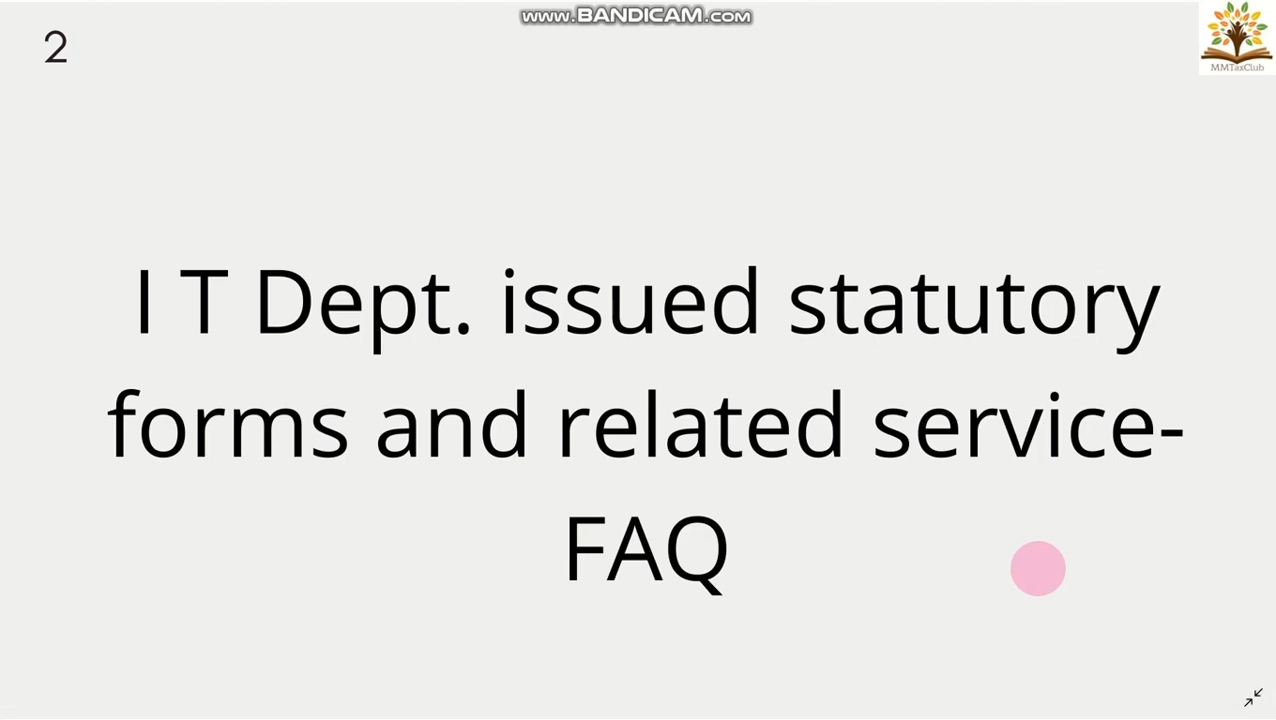 www.BANDICAM.com
2
MMTaxClub
I T Dept. issued statutory
forms and related service-
FAQ